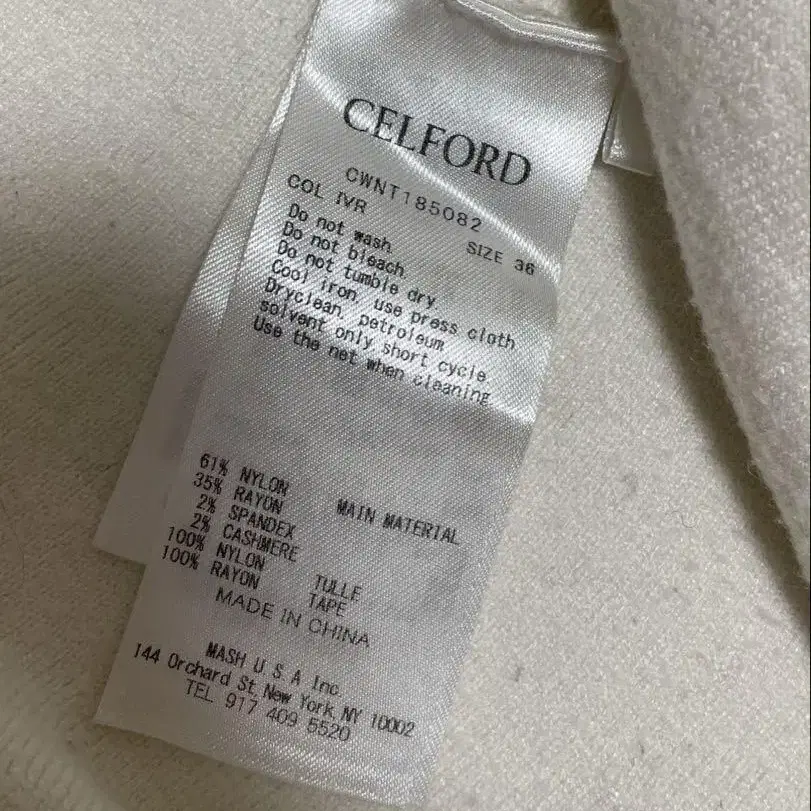 CELFORD
CWNT185082
COL IVR SIZE 36
Do not wash
Do not bleach
Do not tumble dry
Cool iron, use press cloth
Dryclean, petroleum
solvent only short cycle
Use the net when cleaning
61% NYLON
35% RAYON MAIN MATERIAL
2% SPANDEX
2% CASHMERE
100% NYLON TULLE
100% RAYON TAPE
MADE IN CHINA
MASH U S A Inc
144 Orchard St New York NY 10002
TEL 917 409 5520